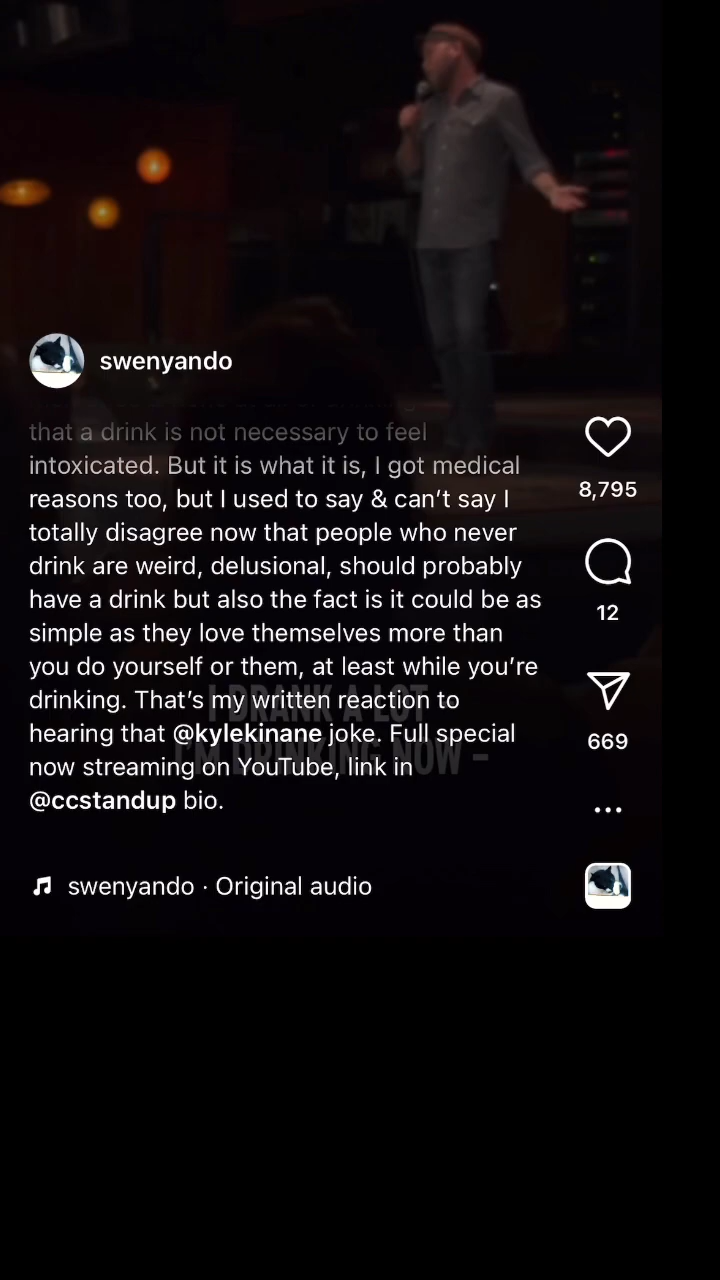 swenyando
that a drink is not necessary to feel
intoxicated. But it is what it is, I got medical
reasons too, but I used to say & can't say I
totally disagree now that people who never
drink are weird, delusional, should probably
have a drink but also the fact is it could be as
simple as they love themselves more than
you do yourself or them, at least while you're
drinking. That's my written reaction to
hearing that @kylekinane joke. Full special
now streaming on YouTube, link in
@ccstandup bio.
I DRANK A LOT
I'M DRINKING NOW –
8,795
12
669
swenyando · Original audio